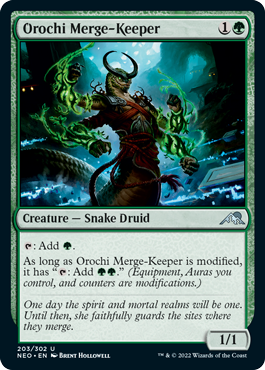 Orochi Merge-Keeper 1
Creature — Snake Druid
: Add .
As long as Orochi Merge-Keeper is modified,
it has “: Add .” (Equipment, Auras you
control, and counters are modifications.)
One day the spirit and mortal realms will be one.
Until then, she faithfully guards the sites where
they merge.
1/1
203/302 U
NEO • EN Brent Hollowell
™ & © 2022 Wizards of the Coast